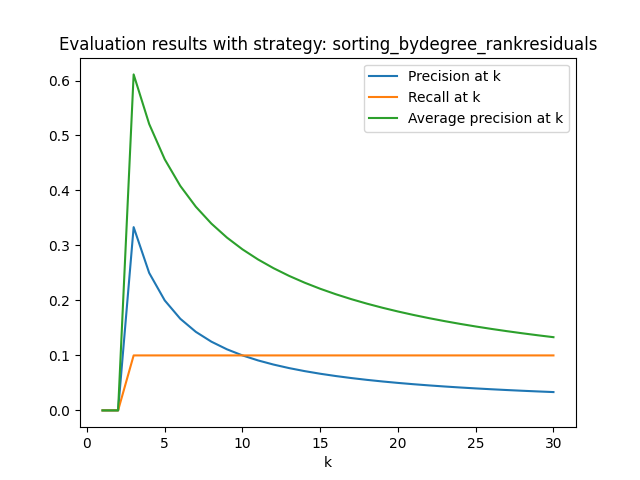 Evaluation results with strategy: sorting_bydegree_rankresiduals
Precision at k
Recall at k
Average precision at k
0.6
0.5
0.4
0.3
0.2
0.1
0.0
0 5 10 15 20 25 30
k